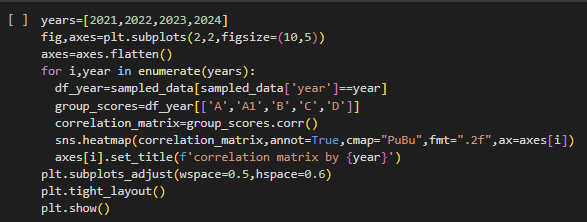 [ ] years=[2021,2022,2023,2024]
fig,axes=plt.subplots(2,2,figsize=(10,5))
axes=axes.flatten()
for i,year in enumerate(years):
  df_year=sampled_data[sampled_data['year']==year]
  group_scores=df_year[['A','A1','B','C','D']]
  correlation_matrix=group_scores.corr()
  sns.heatmap(correlation_matrix,annot=True,cmap="PuBu",fmt=".2f",ax=axes[i])
  axes[i].set_title(f'correlation matrix by {year}')
plt.subplots_adjust(wspace=0.5,hspace=0.6)
plt.tight_layout()
plt.show()